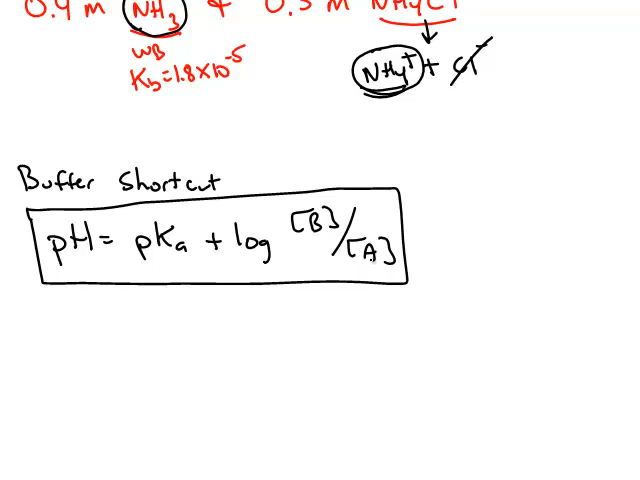 0.4 M NH₃ & 0.3 M NH₄Cl
WB
Kb = 1.8 x 10⁻⁵
NH₄⁺ + Cl⁻
Buffer Shortcut
pH = pKa + log [B]/[A]